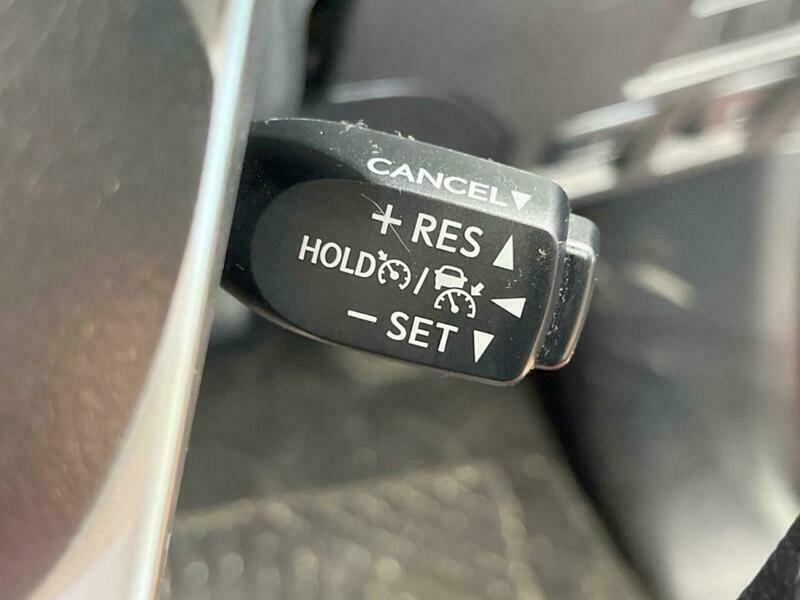 CANCEL▼
+ RES ▲
HOLD / ◀
− SET ▼